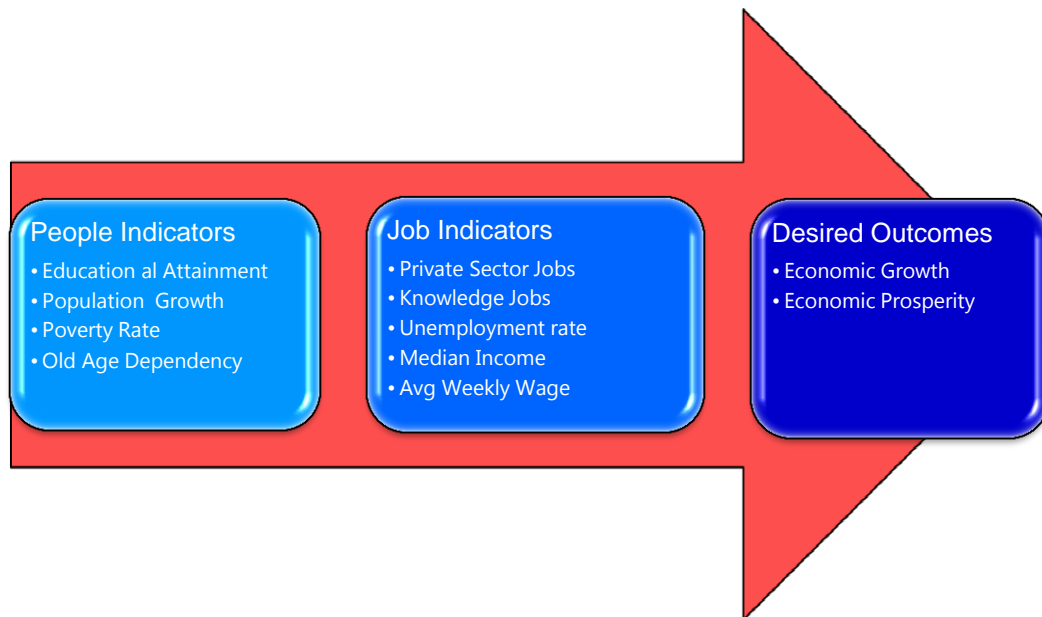 People Indicators
• Education al Attainment
• Population  Growth
• Poverty Rate
• Old Age Dependency
Job Indicators
• Private Sector Jobs
• Knowledge Jobs
• Unemployment rate
• Median Income
• Avg Weekly Wage
Desired Outcomes
• Economic Growth
• Economic Prosperity